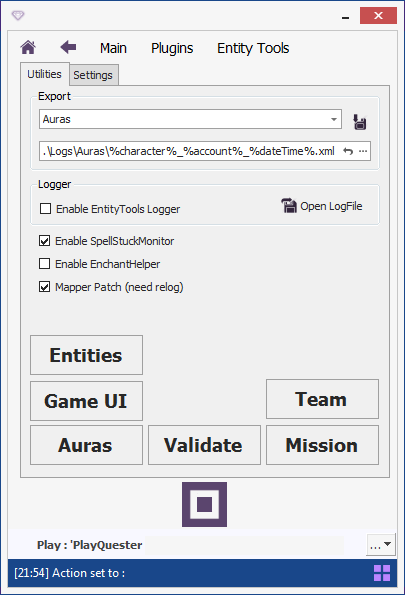 Main Plugins Entity Tools
Utilities Settings
Export
Auras
.\Logs\Auras\%character%_%account%_%dateTime%.xml ...
Logger
Enable EntityTools Logger Open LogFile
Enable SpellStuckMonitor
Enable EnchantHelper
Mapper Patch (need relog)
Entities
Game UI Team
Auras Validate Mission
Play : 'PlayQuester ...
[21:54] Action set to :